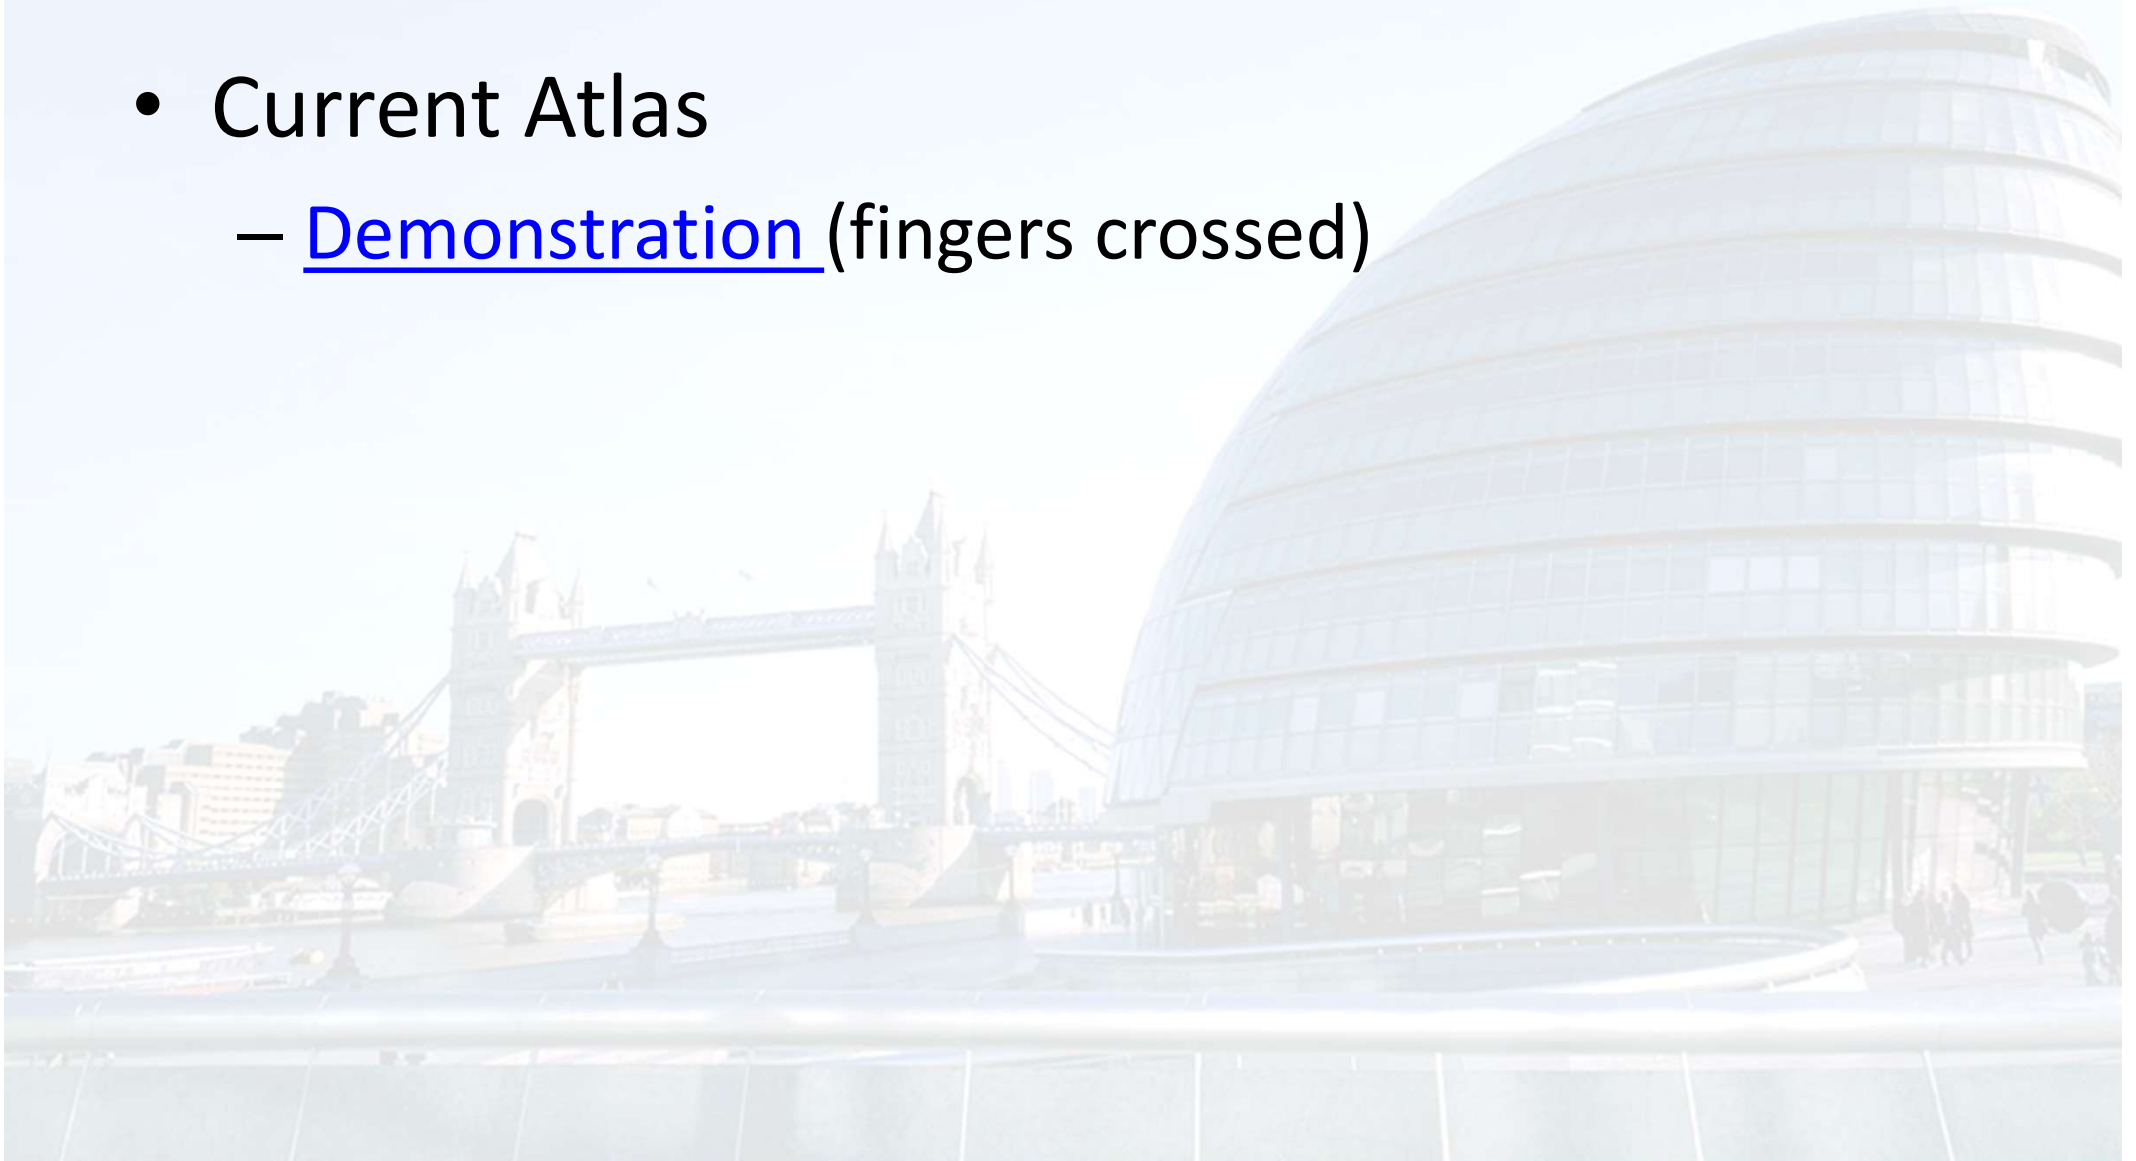 • Current Atlas
– Demonstration (fingers crossed)